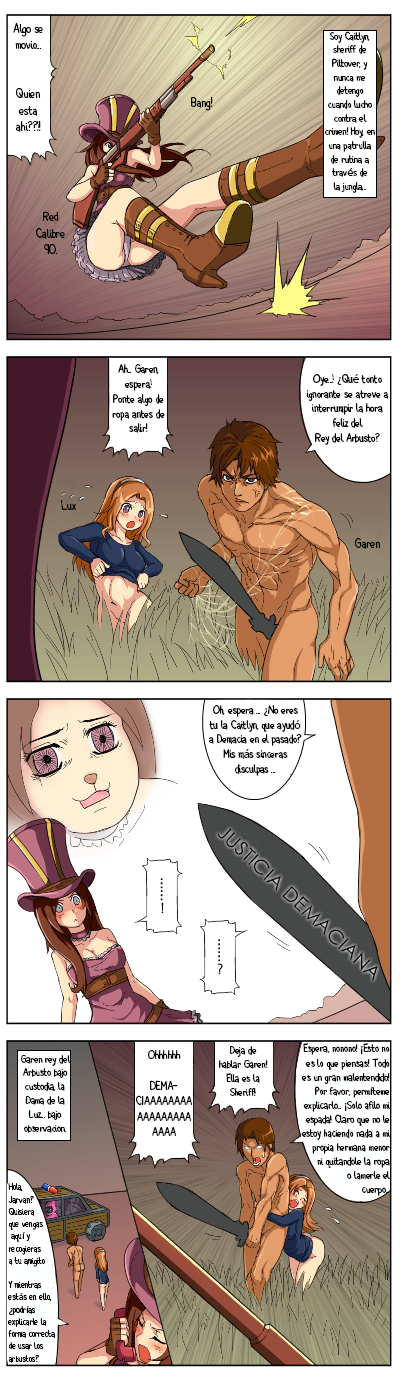 Algo se
movio...
Quien
esta
ahi??!!
Soy Caitlyn,
sheriff de
Piltover, y
nunca me
detengo
cuando lucho
contra el
crimen! Hoy, en
una patrulla
de rutina a
través de
la jungla...
Bang!
Red
Calibre
90.
Ah... Garen,
espera!
Ponte algo de
ropa antes de
salir!
Oye...! ¿Qué tonto
ignorante se atreve a
interrumpir la hora
feliz del
Rey del Arbusto?
Lux
Garen
Oh, espera ... ¿No eres
tu la Caitlyn, que ayudó
a Demacia en el pasado?
Mis más sinceras
disculpas ...
......!
......?
JUSTICIA DEMACIANA
Garen rey del
Arbusto bajo
custodia, la
Dama de la
Luz.. bajo
observacion.
Ohhhhhh
DEMA-
CIAAAAAAAA
AAAAAAAAAA
AAAA
Deja de
hablar Garen!
Ella es la
Sheriff!
Espera, nonono! ¡Esto no
es lo que piensas! Todo
es un gran malentendido!
Por favor, permíteme
explicarlo... ¡Solo afilo mi
espada! Claro que no le
estoy haciendo nada a mi
propia hermana menor
ni quitandole la ropa
o lamerle el
cuerpo...
Hola,
Jarvan?
Quisiera
que vengas
aquí y
recogieras
a tu amigito
Y mientras
estás en ello,
¿podrías
explicarle la
forma correcta
de usar los
arbustos?